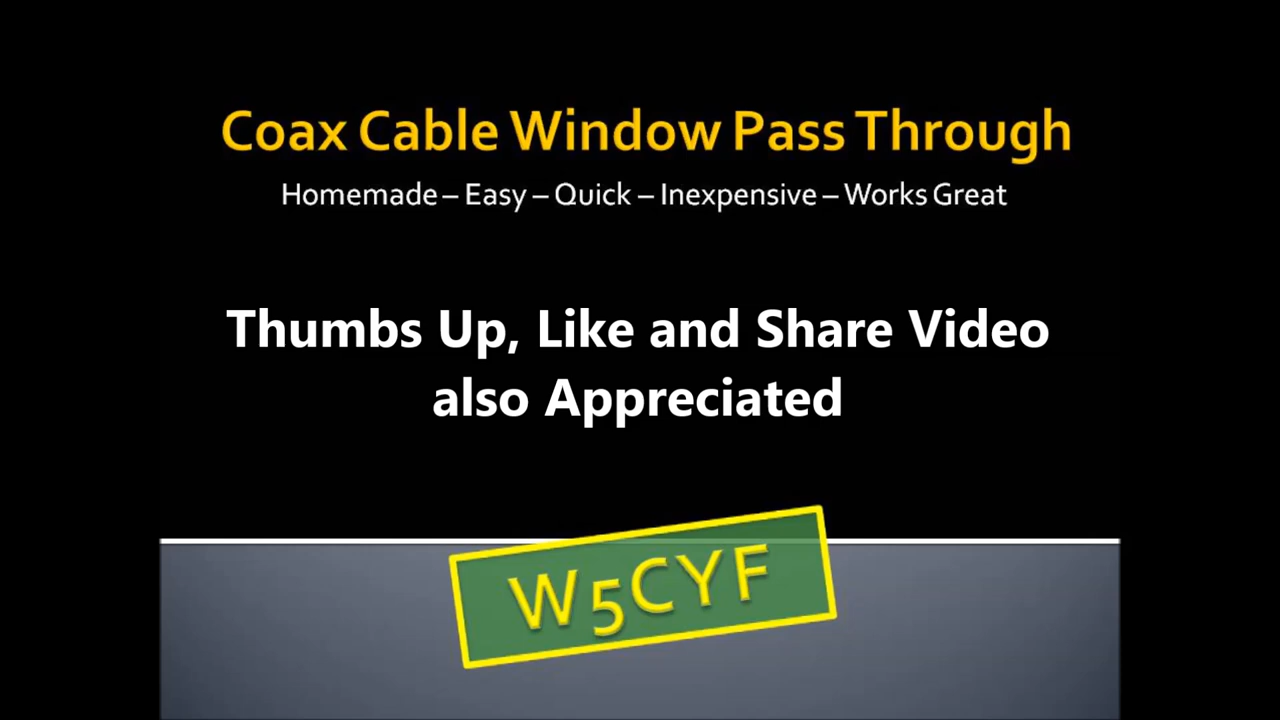 Coax Cable Window Pass Through
Homemade – Easy – Quick – Inexpensive – Works Great
Thumbs Up, Like and Share Video
also Appreciated
W5CYF